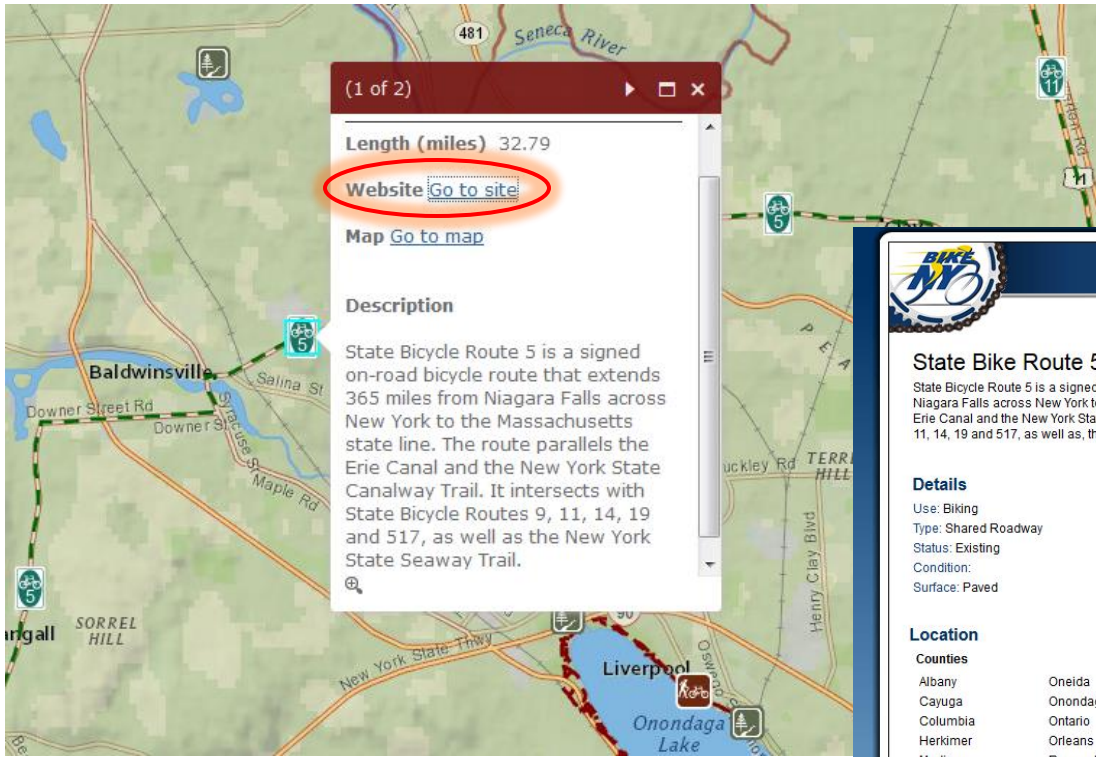 481
Seneca River
(1 of 2)
11
Length (miles) 32.79
Website Go to site
Map Go to map
5
Description
State Bicycle Route 5 is a signed
on-road bicycle route that extends
365 miles from Niagara Falls across
New York to the Massachusetts
state line. The route parallels the
Erie Canal and the New York State
Canalway Trail. It intersects with
State Bicycle Routes 9, 11, 14, 19
and 517, as well as the New York
State Seaway Trail.
5
Baldwinsville
Salina St
Downer Street Rd
Syracuse St
Maple Rd
5
SORREL
HILL
New York State Thwy
90
Liverpool
Onondaga
Lake
uckley Rd
TERR
HILL
Henry Clay Blvd
11
BIKE
NY
State Bike Route 5
State Bicycle Route 5 is a signed
Niagara Falls across New York t
Erie Canal and the New York Sta
11, 14, 19 and 517, as well as, th
Details
Use: Biking
Type: Shared Roadway
Status: Existing
Condition:
Surface: Paved
Location
Counties
Albany Oneida
Cayuga Onondag
Columbia Ontario
Herkimer Orleans